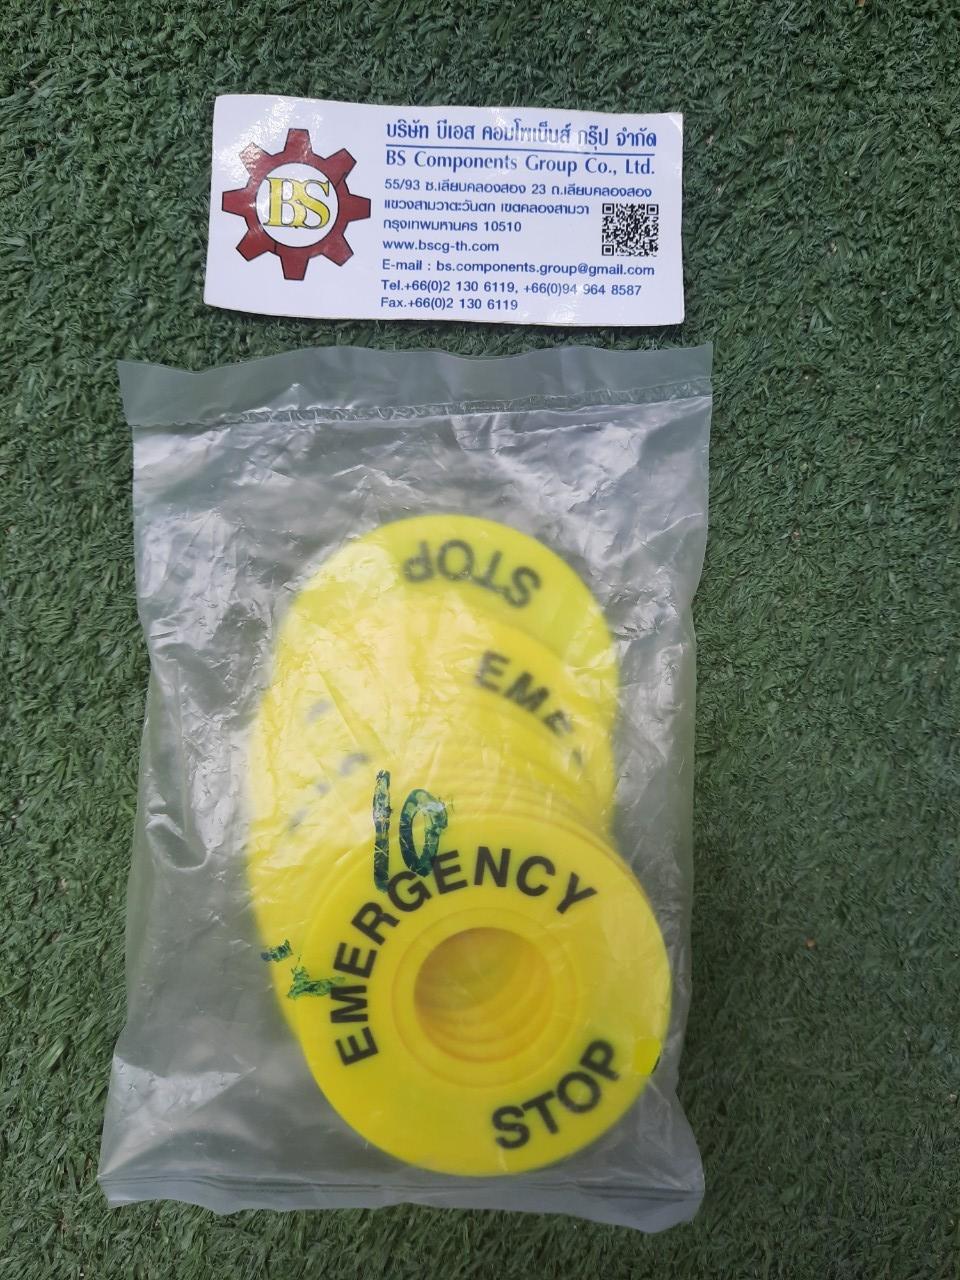 BS
บริษัท บีเอส คอมโพเน็นส์ กรุ๊ป จำกัด
BS Components Group Co., Ltd.
55/93 ซ.เลียบคลองสอง 23 ถ.เลียบคลองสอง
แขวงสามวาตะวันตก เขตคลองสามวา
กรุงเทพมหานคร 10510
www.bscg-th.com
E-mail : bs.components.group@gmail.com
Tel.+66(0)2 130 6119, +66(0)94 964 8587
Fax.+66(0)2 130 6119
STOP
EME
10
EMERGENCY
STOP